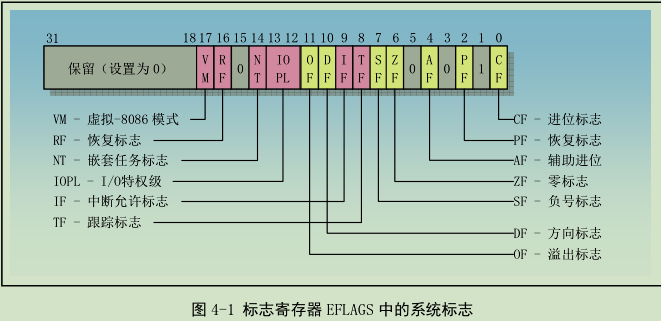 31 18 17 16 15 14 13 12 11 10 9 8 7 6 5 4 3 2 1 0
保留（设置为 0） VM RF 0 NT IOPL OF DF IF TF SF ZF 0 AF 0 PF 1 CF
VM - 虚拟-8086 模式
RF - 恢复标志
NT - 嵌套任务标志
IOPL - I/O特权级
IF - 中断允许标志
TF - 跟踪标志
CF - 进位标志
PF - 恢复标志
AF - 辅助进位
ZF - 零标志
SF - 负号标志
DF - 方向标志
OF - 溢出标志
图 4-1 标志寄存器 EFLAGS 中的系统标志